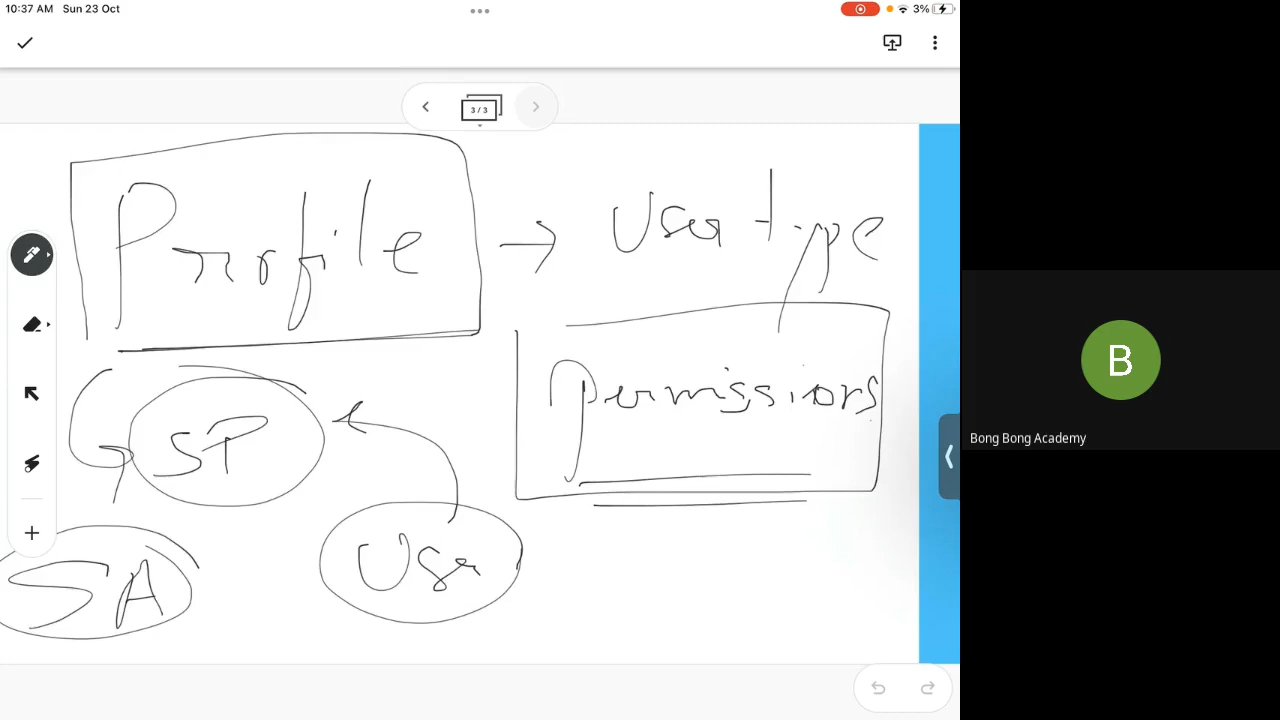 10:37 AM Sun 23 Oct
3%
3 / 3
Profile → User type
Permissions
SP
User
SA
B
Bong Bong Academy